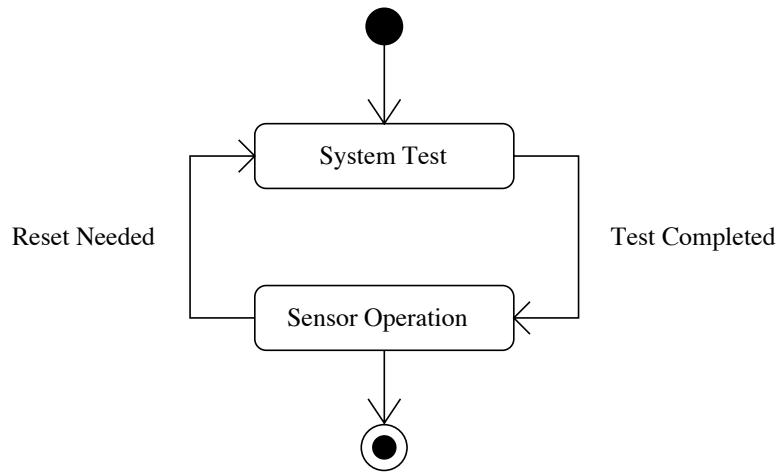 System Test
Reset Needed
Test Completed
Sensor Operation